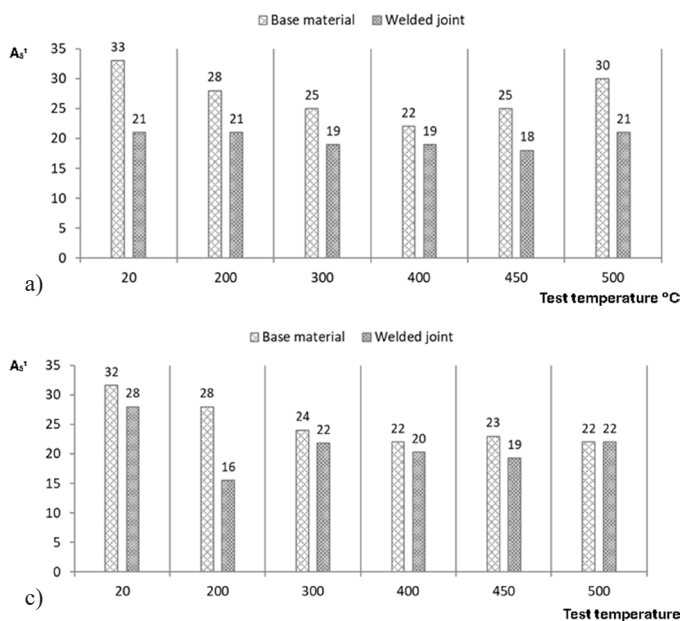 Base material Welded joint
A₅ᵗ
35
30
25
20
15
10
5
0
33 21 28 21 25 19 22 19 25 18 30 21
20 200 300 400 450 500
a)
Test temperature °C
Base material Welded joint
A₅ᵗ
35
30
25
20
15
10
5
0
32 28 28 16 24 22 22 20 23 19 22 22
20 200 300 400 450 500
c)
Test temperature